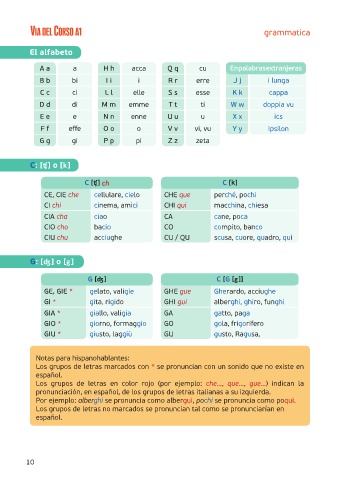 VIA DEL CORSO A1
grammatica
El alfabeto
A a a H h acca Q q cu En palabras extranjeras
B b bi I i i R r erre J j i lunga
C c ci L l elle S s esse K k cappa
D d di M m emme T t ti W w doppia vu
E e e N n enne U u u X x ics
F f effe O o o V v vi, vu Y y ipsilon
G g gi P p pi Z z zeta
C: [ʧ] o [k]
C [ʧ] ch C [k]
CE, CIE che cellulare, cielo CHE que perché, pochi
CI chi cinema, amici CHI qui macchina, chiesa
CIA cha ciao CA cane, poca
CIO cho bacio CO compito, banco
CIU chu acciughe CU / QU scusa, cuore, quadro, qui
G: [ʤ] o [g]
G [ʤ] C [G [g]]
GE, GIE * gelato, valigie GHE gue Gherardo, acciughe
GI * gita, rigido GHI gui alberghi, ghiro, funghi
GIA * giallo, valigia GA gatto, paga
GIO * giorno, formaggio GO gola, frigorifero
GIU * giusto, laggiù GU gusto, Ragusa,
Notas para hispanohablantes:
Los grupos de letras marcados con * se pronuncian con un sonido que no existe en
español.
Los grupos de letras en color rojo (por ejemplo: che..., que..., gue...) indican la
pronunciación, en español, de los grupos de letras italianas a su izquierda.
Por ejemplo: alberghi se pronuncia como albergui, pochi se pronuncia como poqui.
Los grupos de letras no marcados se pronuncian tal como se pronunciarían en
español.
10